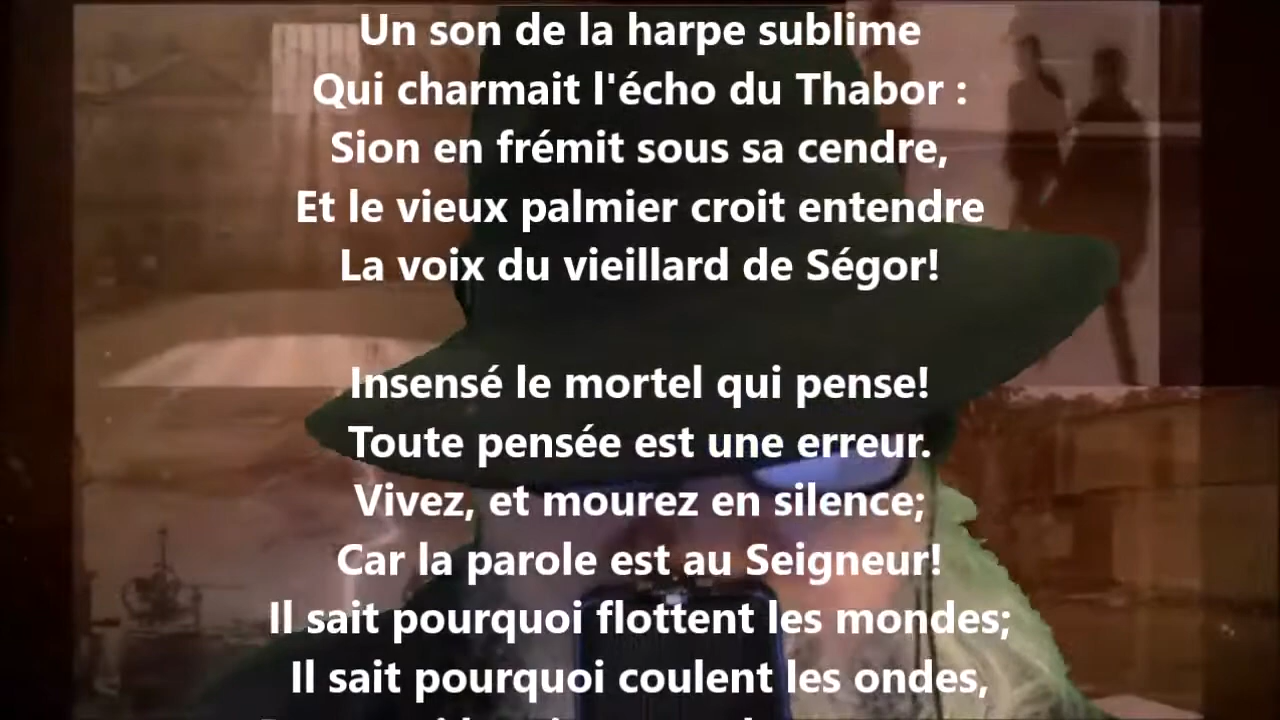 Un son de la harpe sublime
Qui charmait l'écho du Thabor :
Sion en frémit sous sa cendre,
Et le vieux palmier croit entendre
La voix du vieillard de Ségor!
Insensé le mortel qui pense!
Toute pensée est une erreur.
Vivez, et mourez en silence;
Car la parole est au Seigneur!
Il sait pourquoi flottent les mondes;
Il sait pourquoi coulent les ondes,